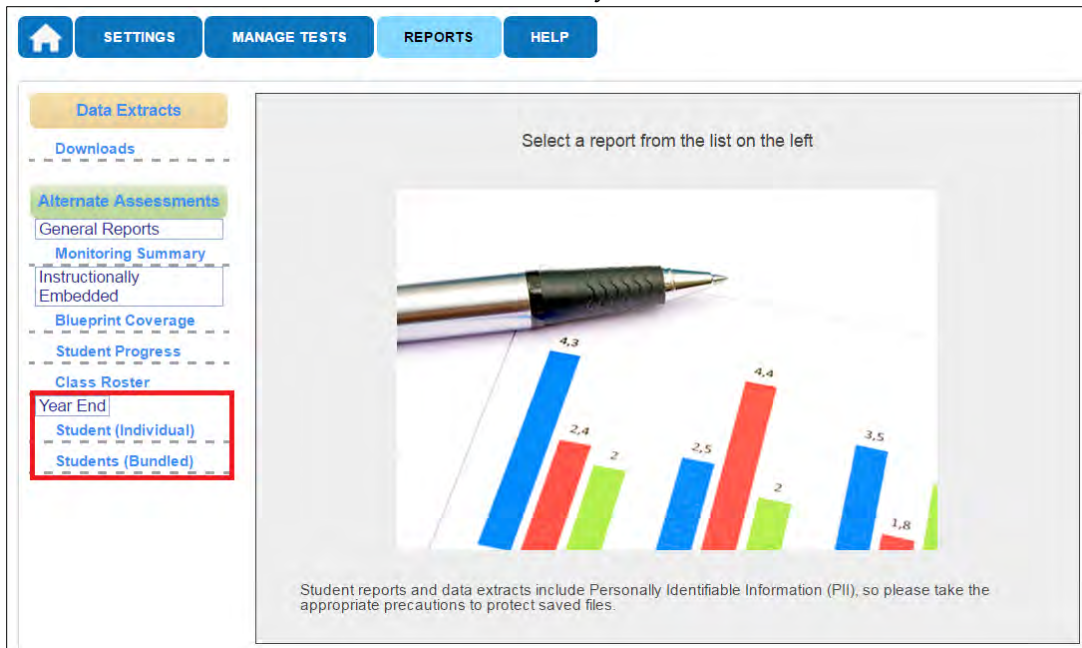 SETTINGS
MANAGE TESTS
REPORTS
HELP
Data Extracts
Downloads
Alternate Assessments
General Reports
Monitoring Summary
Instructionally
Embedded
Blueprint Coverage
Student Progress
Class Roster
Year End
Student (Individual)
Students (Bundled)
Select a report from the list on the left
4,3
2,4
2
2,5
4,4
2
3,5
1,8
Student reports and data extracts include Personally Identifiable Information (PII), so please take the
appropriate precautions to protect saved files.